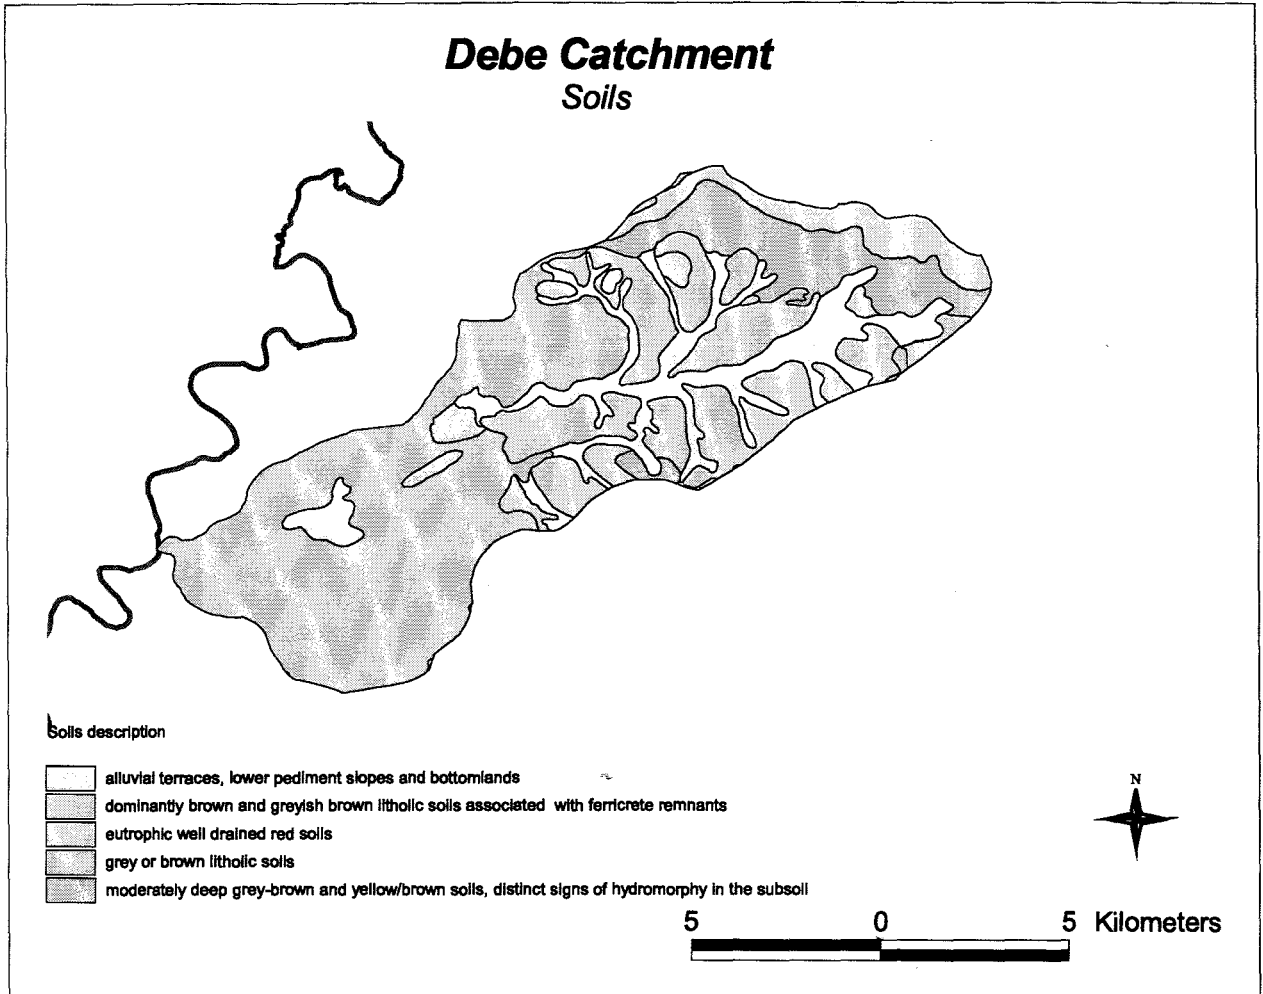 Debe Catchment
Soils
Soils description
alluvial terraces, lower pediment slopes and bottomlands
dominantly brown and greyish brown litholic soils associated with ferricrete remnants
eutrophic well drained red soils
grey or brown litholic soils
moderately deep grey-brown and yellow/brown soils, distinct signs of hydromorphy in the subsoil
N
5 0 5 Kilometers